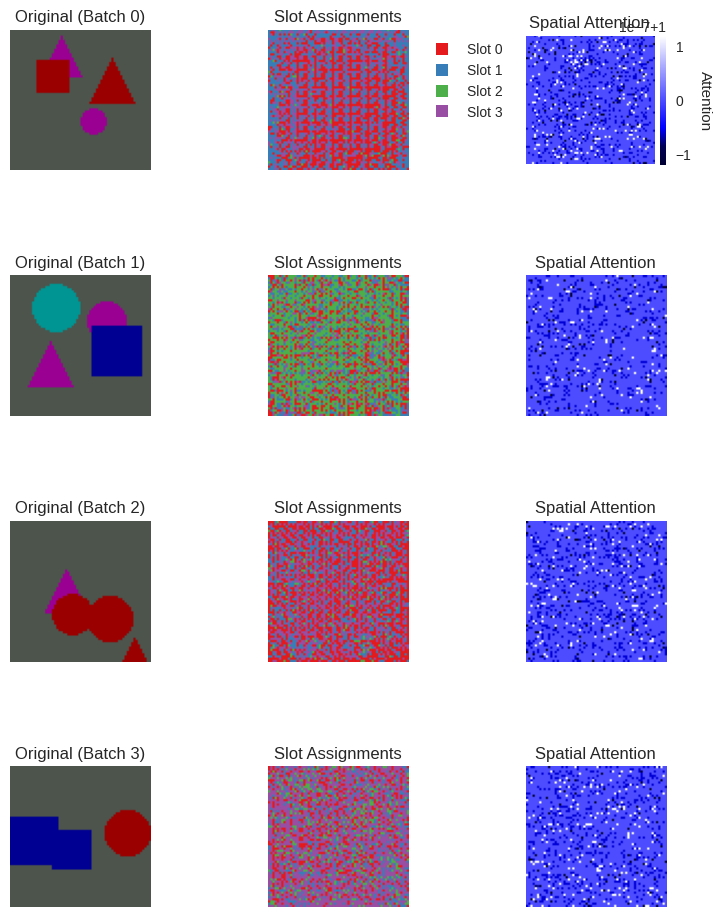 Original (Batch 0)
Slot Assignments
Slot 0
Slot 1
Slot 2
Slot 3
Spatial Attention
1e−7+1
1
0
−1
Attention
Original (Batch 1)
Slot Assignments
Spatial Attention
Original (Batch 2)
Slot Assignments
Spatial Attention
Original (Batch 3)
Slot Assignments
Spatial Attention